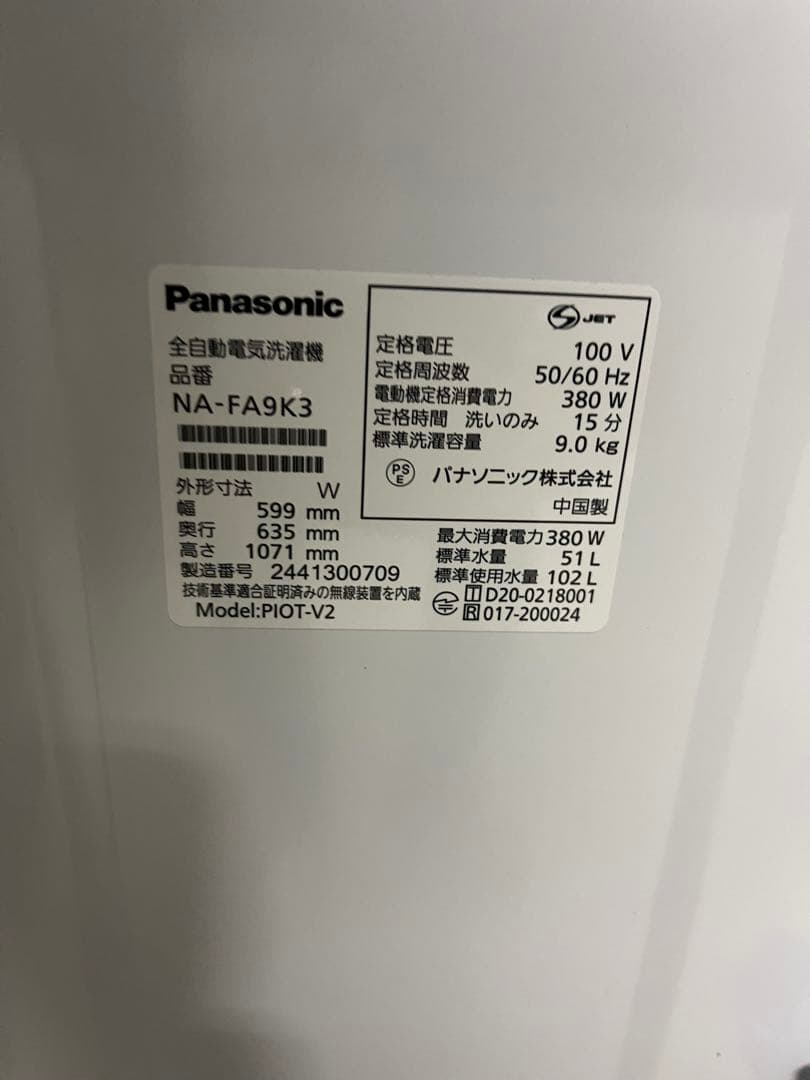 Panasonic
全自動電気洗濯機
品番
NA-FA9K3
外形寸法 W
幅 599 mm
奥行 635 mm
高さ 1071 mm
製造番号 2441300709
技術基準適合証明済みの無線装置を内蔵
Model:PIOT-V2
JET
定格電圧 100 V
定格周波数 50/60 Hz
電動機定格消費電力 380 W
定格時間 洗いのみ 15 分
標準洗濯容量 9.0 kg
PSE パナソニック株式会社
中国製
最大消費電力 380 W
標準水量 51 L
標準使用水量 102 L
T D20-0218001
R 017-200024